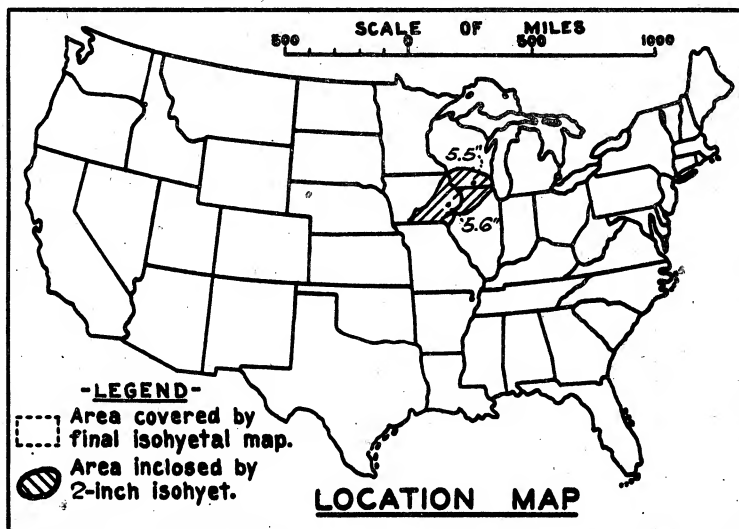 SCALE OF MILES
500 0 500 1000
5.5"
5.6"
-LEGEND-
Area covered by
final isohyetal map.
Area inclosed by
2-inch isohyet.
LOCATION MAP